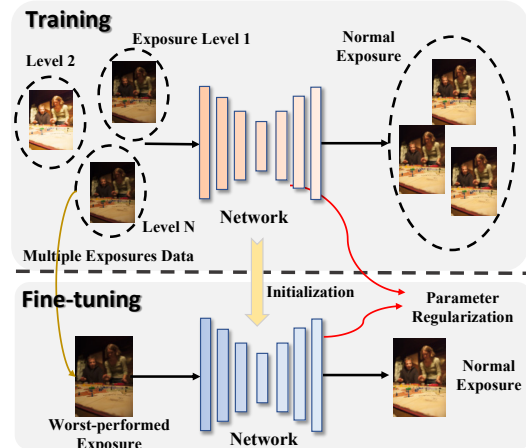 Training
Exposure Level 1
Level 2
Normal
Exposure
Level N
Network
Multiple Exposures Data
Fine-tuning
Initialization
Parameter
Regularization
Normal
Exposure
Worst-performed
Exposure
Network